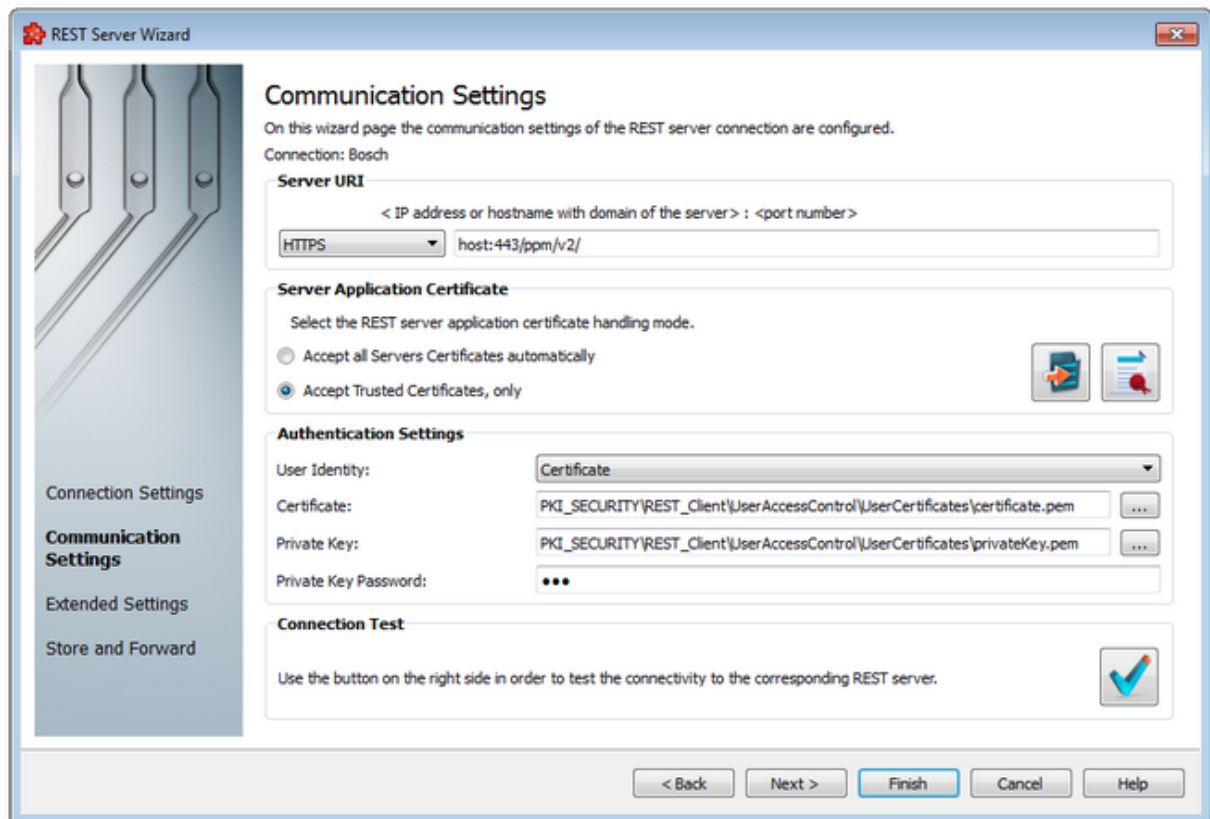 REST Server Wizard
Communication Settings
On this wizard page the communication settings of the REST server connection are configured.
Connection: Bosch
Server URI
< IP address or hostname with domain of the server> : <port number>
HTTPS host:443/ppm/v2/
Server Application Certificate
Select the REST server application certificate handling mode.
Accept all Servers Certificates automatically
Accept Trusted Certificates, only
Authentication Settings
User Identity: Certificate
Certificate: PKI_SECURITY\REST_Client\UserAccessControl\UserCertificates\certificate.pem ...
Private Key: PKI_SECURITY\REST_Client\UserAccessControl\UserCertificates\privateKey.pem ...
Private Key Password: •••
Connection Test
Use the button on the right side in order to test the connectivity to the corresponding REST server.
Connection Settings
Communication
Settings
Extended Settings
Store and Forward
< Back Next > Finish Cancel Help